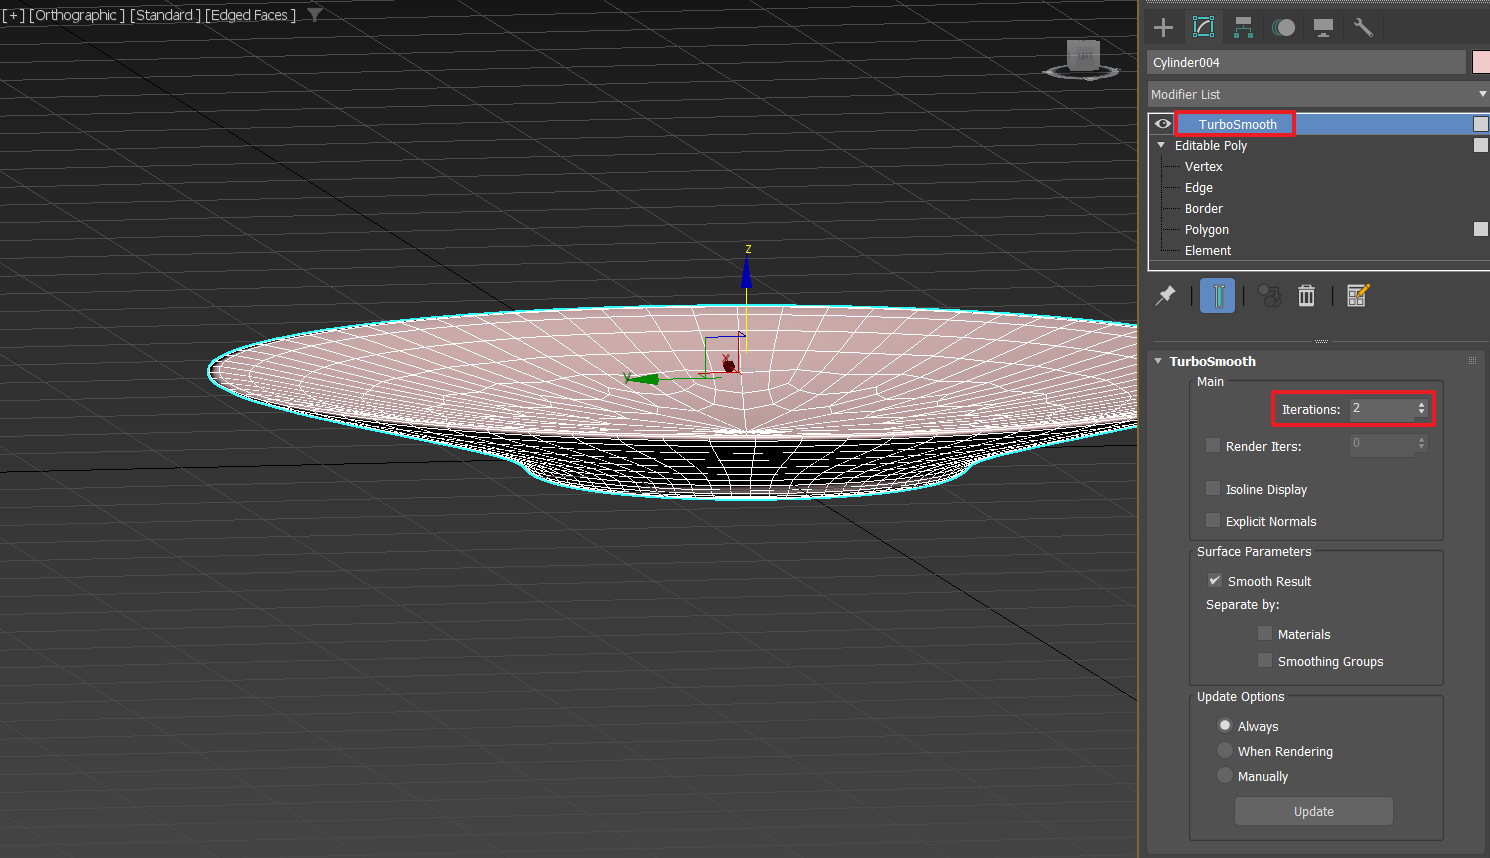 [+] [Orthographic] [Standard] [Edged Faces]
Cylinder004
Modifier List
TurboSmooth
Editable Poly
Vertex
Edge
Border
Polygon
Element
z
x
y
TurboSmooth
Main
Iterations: 2
Render Iters: 0
Isoline Display
Explicit Normals
Surface Parameters
Smooth Result
Separate by:
Materials
Smoothing Groups
Update Options
Always
When Rendering
Manually
Update